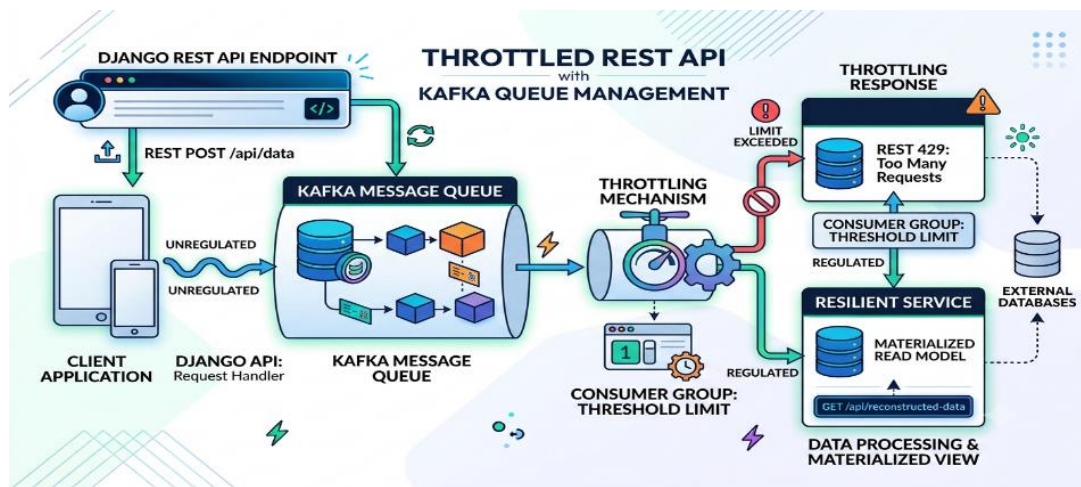 DJANGO REST API ENDPOINT
</>
REST POST /api/data
THROTTLED REST API
with
KAFKA QUEUE MANAGEMENT
CLIENT
APPLICATION
UNREGULATED
UNREGULATED
DJANGO API:
Request Handler
KAFKA MESSAGE QUEUE
KAFKA MESSAGE
QUEUE
THROTTLING
MECHANISM
1
CONSUMER GROUP:
THRESHOLD LIMIT
LIMIT
EXCEEDED
REGULATED
THROTTLING
RESPONSE
REST 429:
Too Many
Requests
CONSUMER GROUP:
THRESHOLD LIMIT
REGULATED
RESILIENT SERVICE
MATERIALIZED
READ MODEL
GET /api/reconstructed-data
DATA PROCESSING &
MATERIALIZED VIEW
EXTERNAL
DATABASES